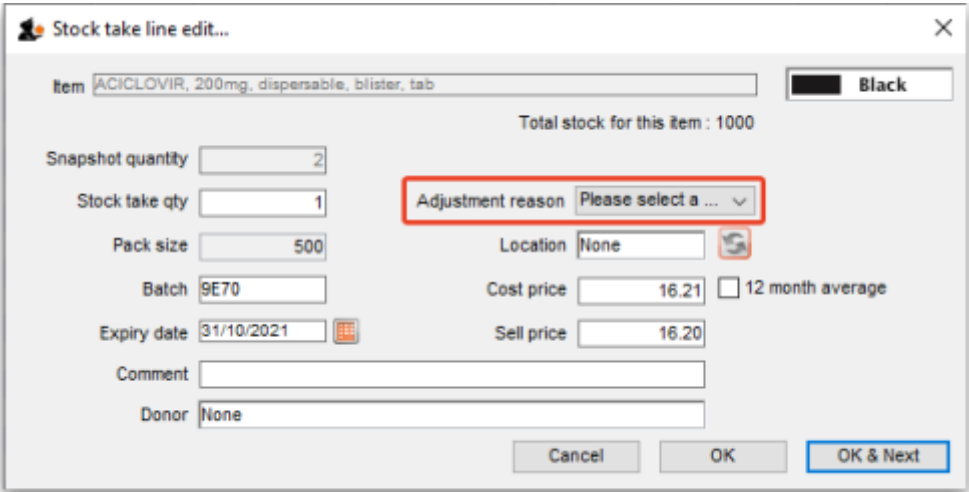 Stock take line edit...
Item ACICLOVIR, 200mg, dispersable, blister, tab Black
Total stock for this item : 1000
Snapshot quantity 2
Stock take qty 1 Adjustment reason Please select a ...
Pack size 500 Location None
Batch 9E70 Cost price 16.21 12 month average
Expiry date 31/10/2021 Sell price 16.20
Comment
Donor None
Cancel OK OK & Next